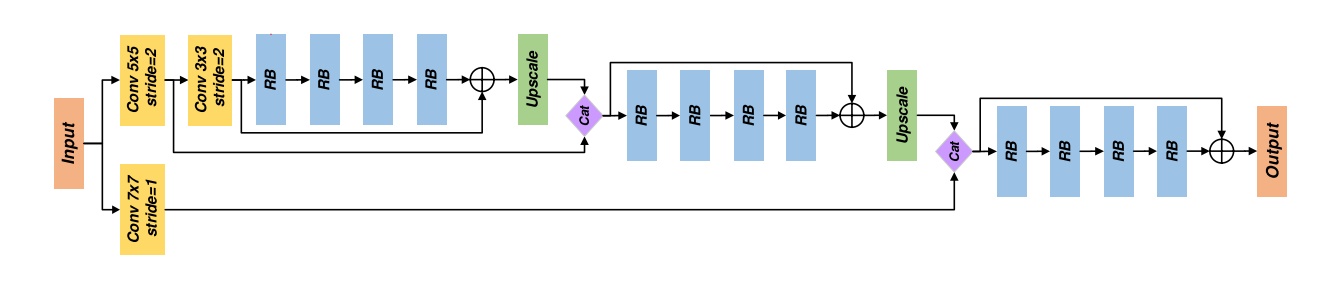 Input
Conv 5x5
stride=2
Conv 3x3
stride=2
RB
RB
RB
RB
Upscale
Cat
RB
RB
RB
RB
Upscale
Cat
RB
RB
RB
RB
Output
Conv 7x7
stride=1